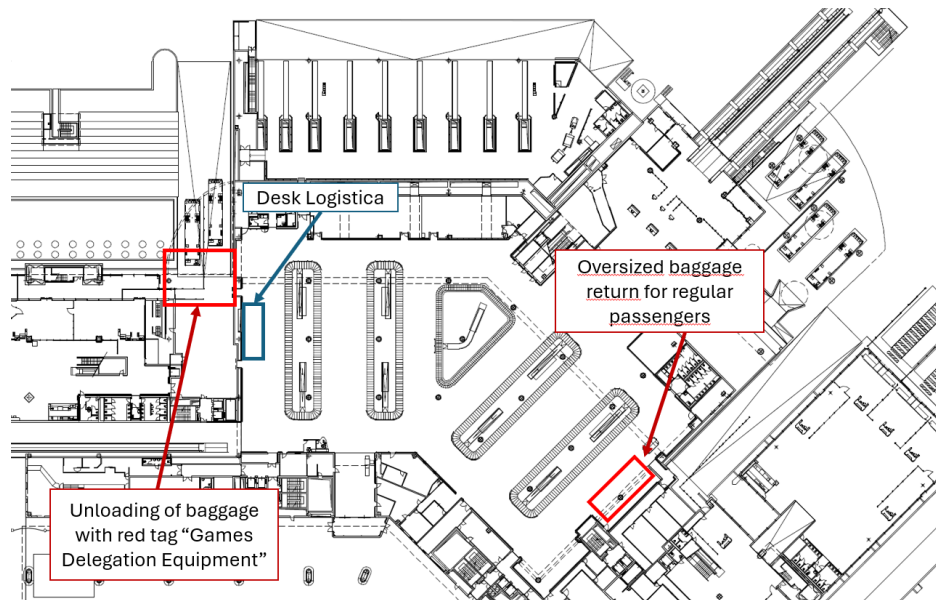 Desk Logistica
Oversized baggage
return for regular
passengers
Unloading of baggage
with red tag “Games
Delegation Equipment”